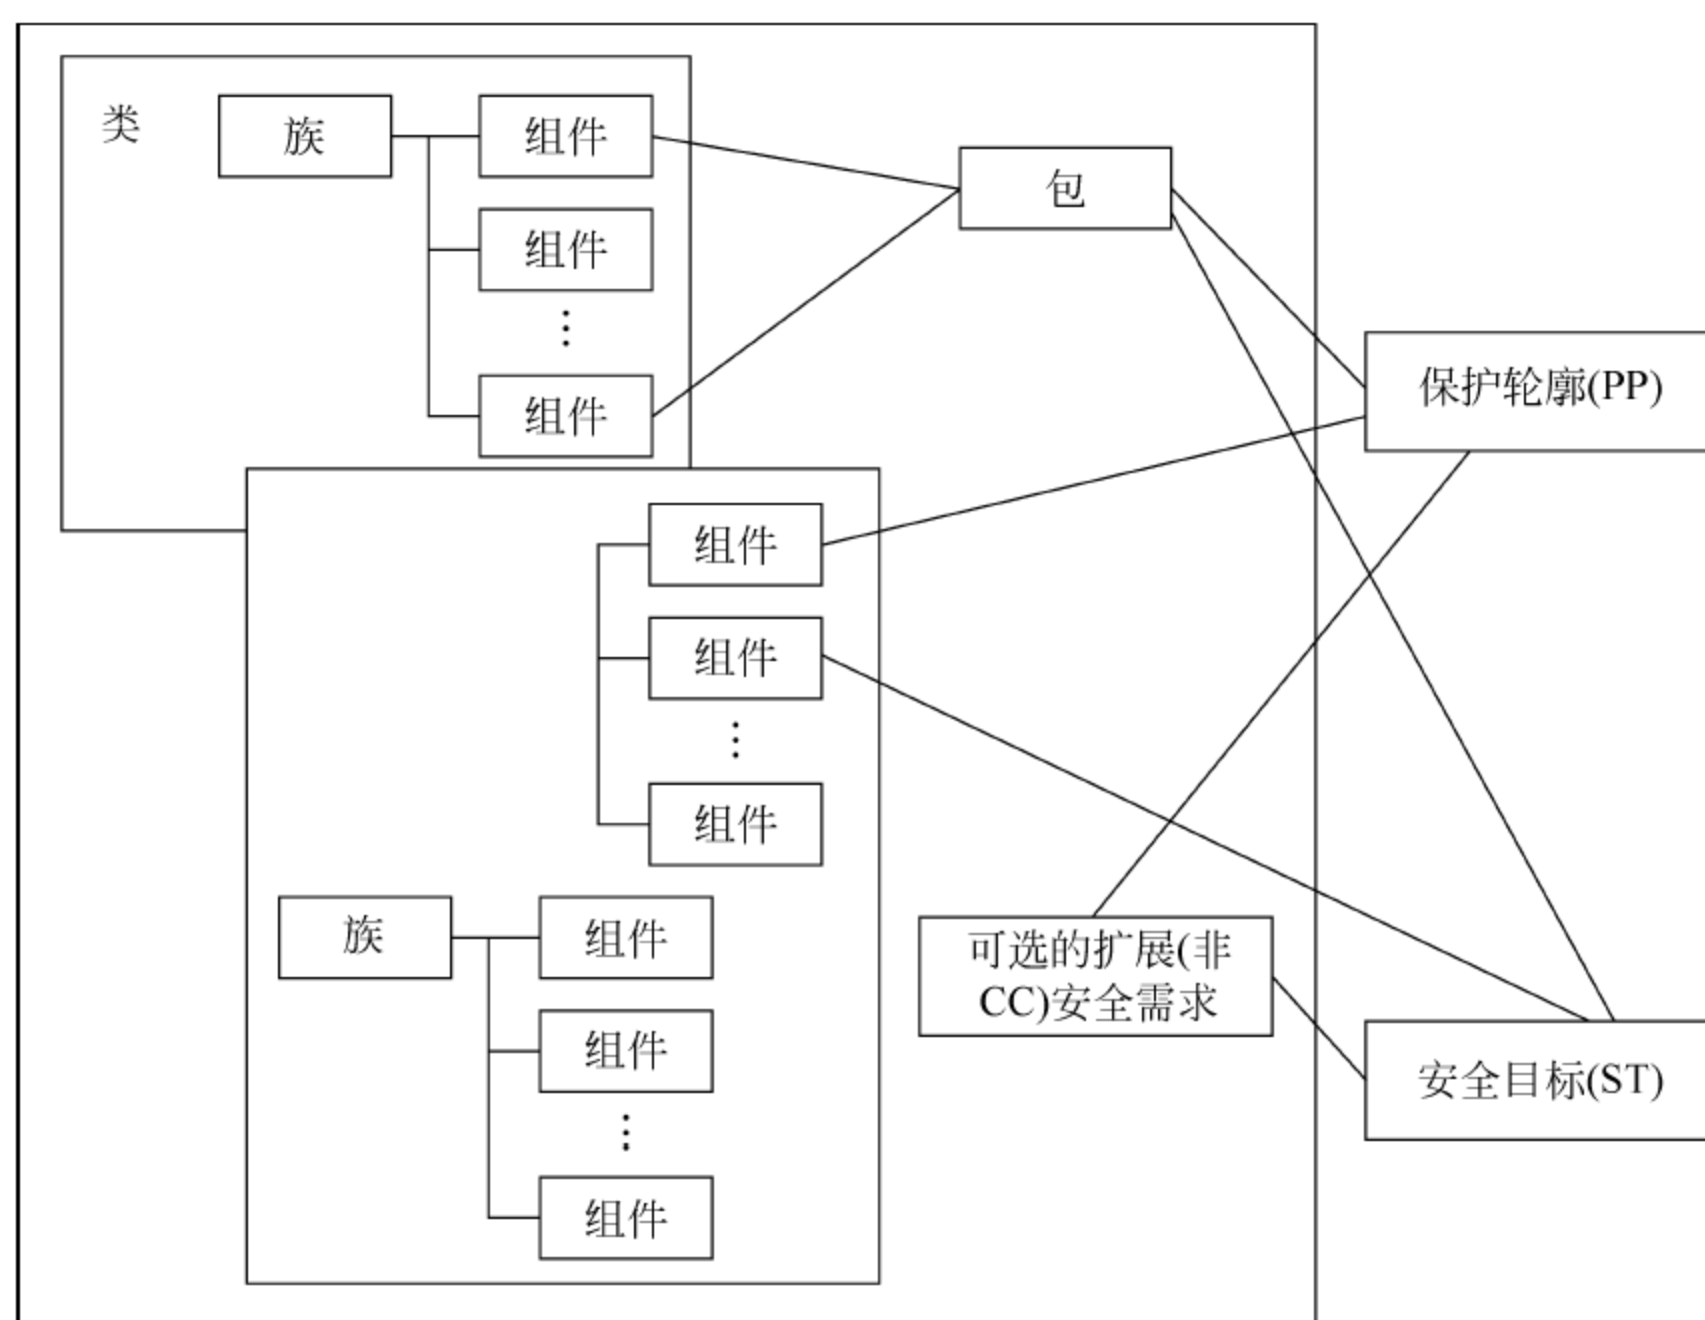 类
族
组件
组件
⋮
组件
包
保护轮廓(PP)
组件
组件
⋮
组件
族
组件
组件
⋮
组件
可选的扩展(非
CC)安全需求
安全目标(ST)